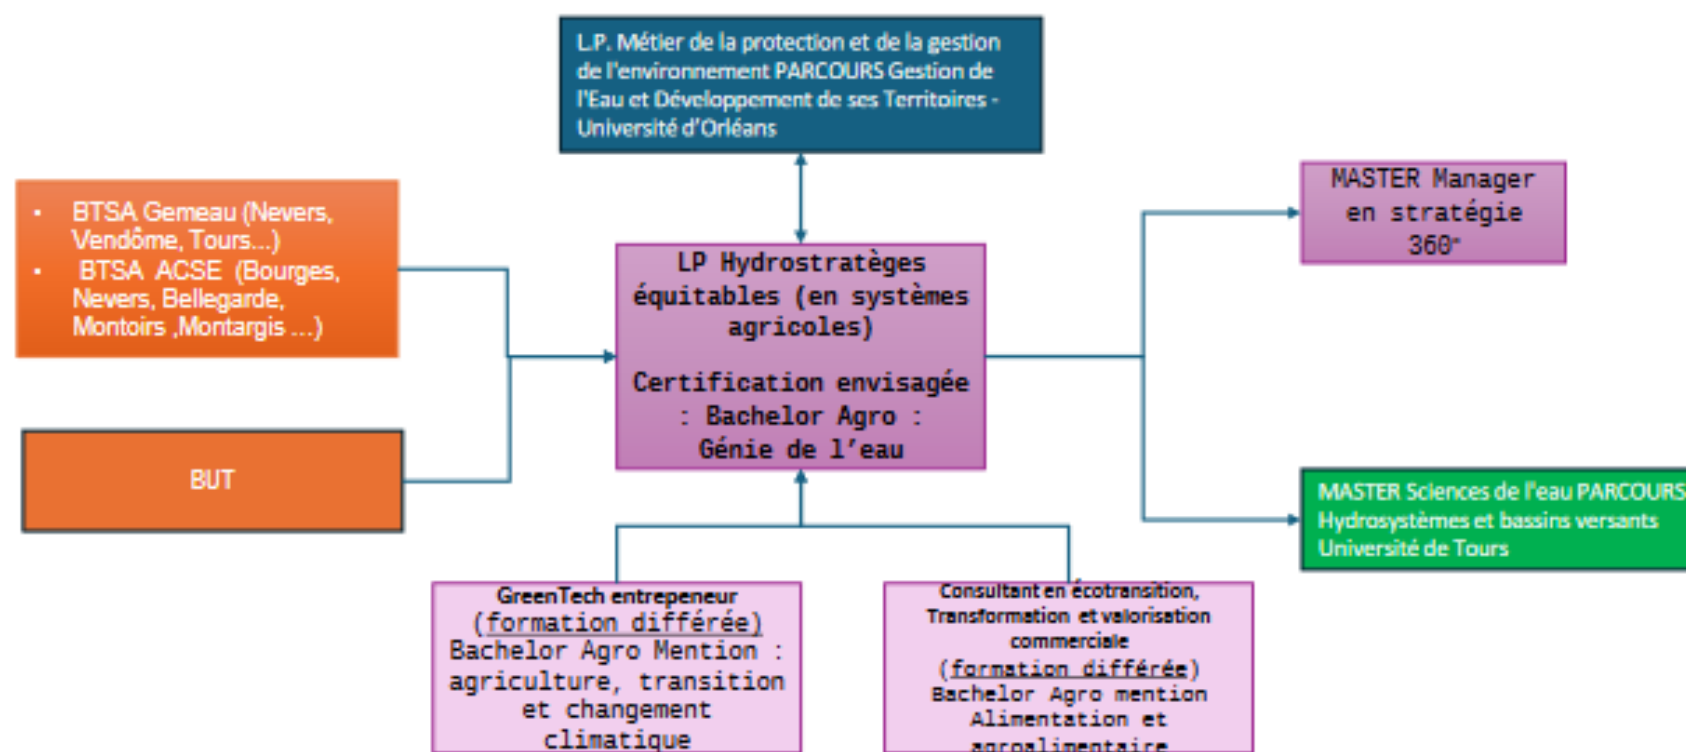 L.P. Métier de la protection et de la gestion
de l'environnement PARCOURS Gestion de
l'Eau et Développement de ses Territoires -
Université d'Orléans
• BTSA Gemeau (Nevers,
Vendôme, Tours...)
• BTSA ACSE (Bourges,
Nevers, Bellegarde,
Montoirs ,Montargis ...)
BUT
LP Hydrostratèges
équitables (en systèmes
agricoles)
Certification envisagée
: Bachelor Agro :
Génie de l'eau
MASTER Manager
en stratégie
360°
MASTER Sciences de l'eau PARCOURS
Hydrosystèmes et bassins versants
Université de Tours
GreenTech entrepeneur
(formation différée)
Bachelor Agro Mention :
agriculture, transition
et changement
climatique
Consultant en écotransition,
Transformation et valorisation
commerciale
(formation différée)
Bachelor Agro mention
Alimentation et
agroalimentaire